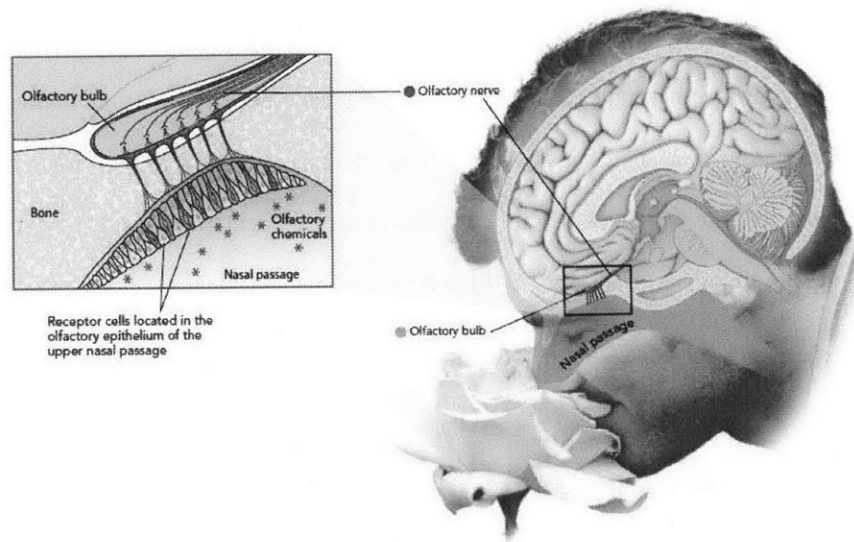 Olfactory bulb
Olfactory nerve
Bone
Olfactory
chemicals
Nasal passage
Receptor cells located in the
olfactory epithelium of the
upper nasal passage
Olfactory bulb
Nasal passage